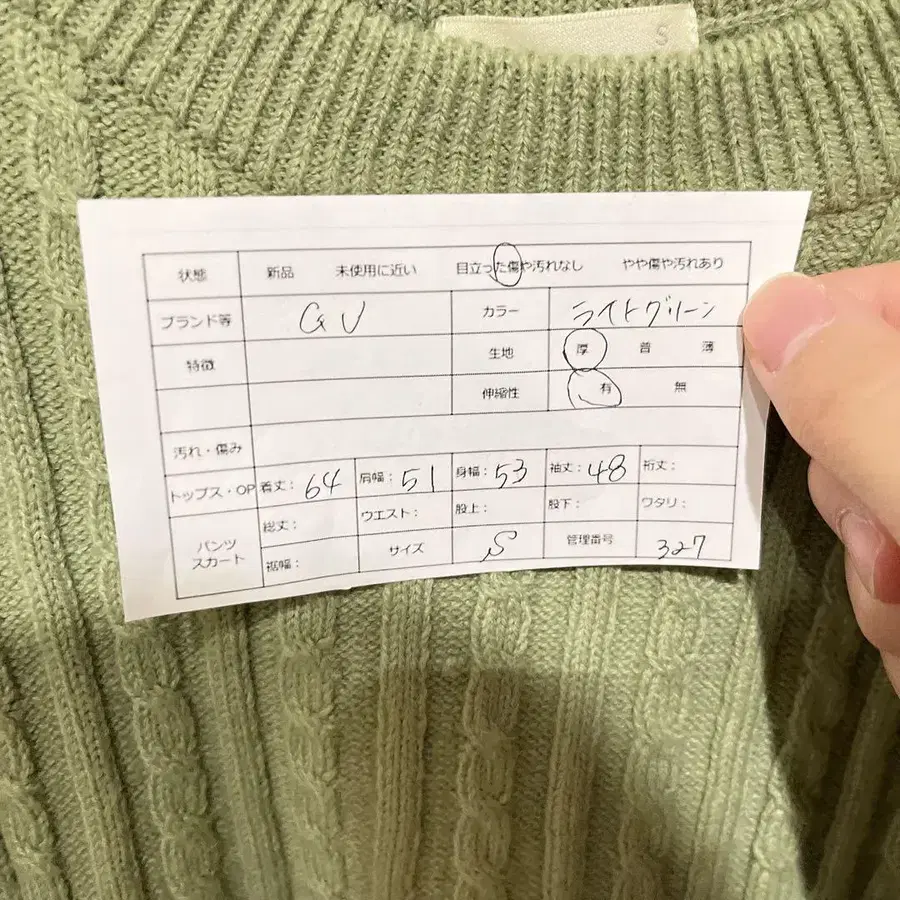 S
状態 新品 未使用に近い 目立った傷や汚れなし やや傷や汚れあり
ブランド等 GU カラー ライトグリーン
特徴 生地 厚 普 薄
伸縮性 有 無
汚れ・傷み
トップス・OP 着丈: 64 肩幅: 51 身幅: 53 袖丈: 48 裄丈:
パンツ スカート 総丈: ウエスト: 股上: 股下: ワタリ:
裾幅: サイズ S 管理番号 327